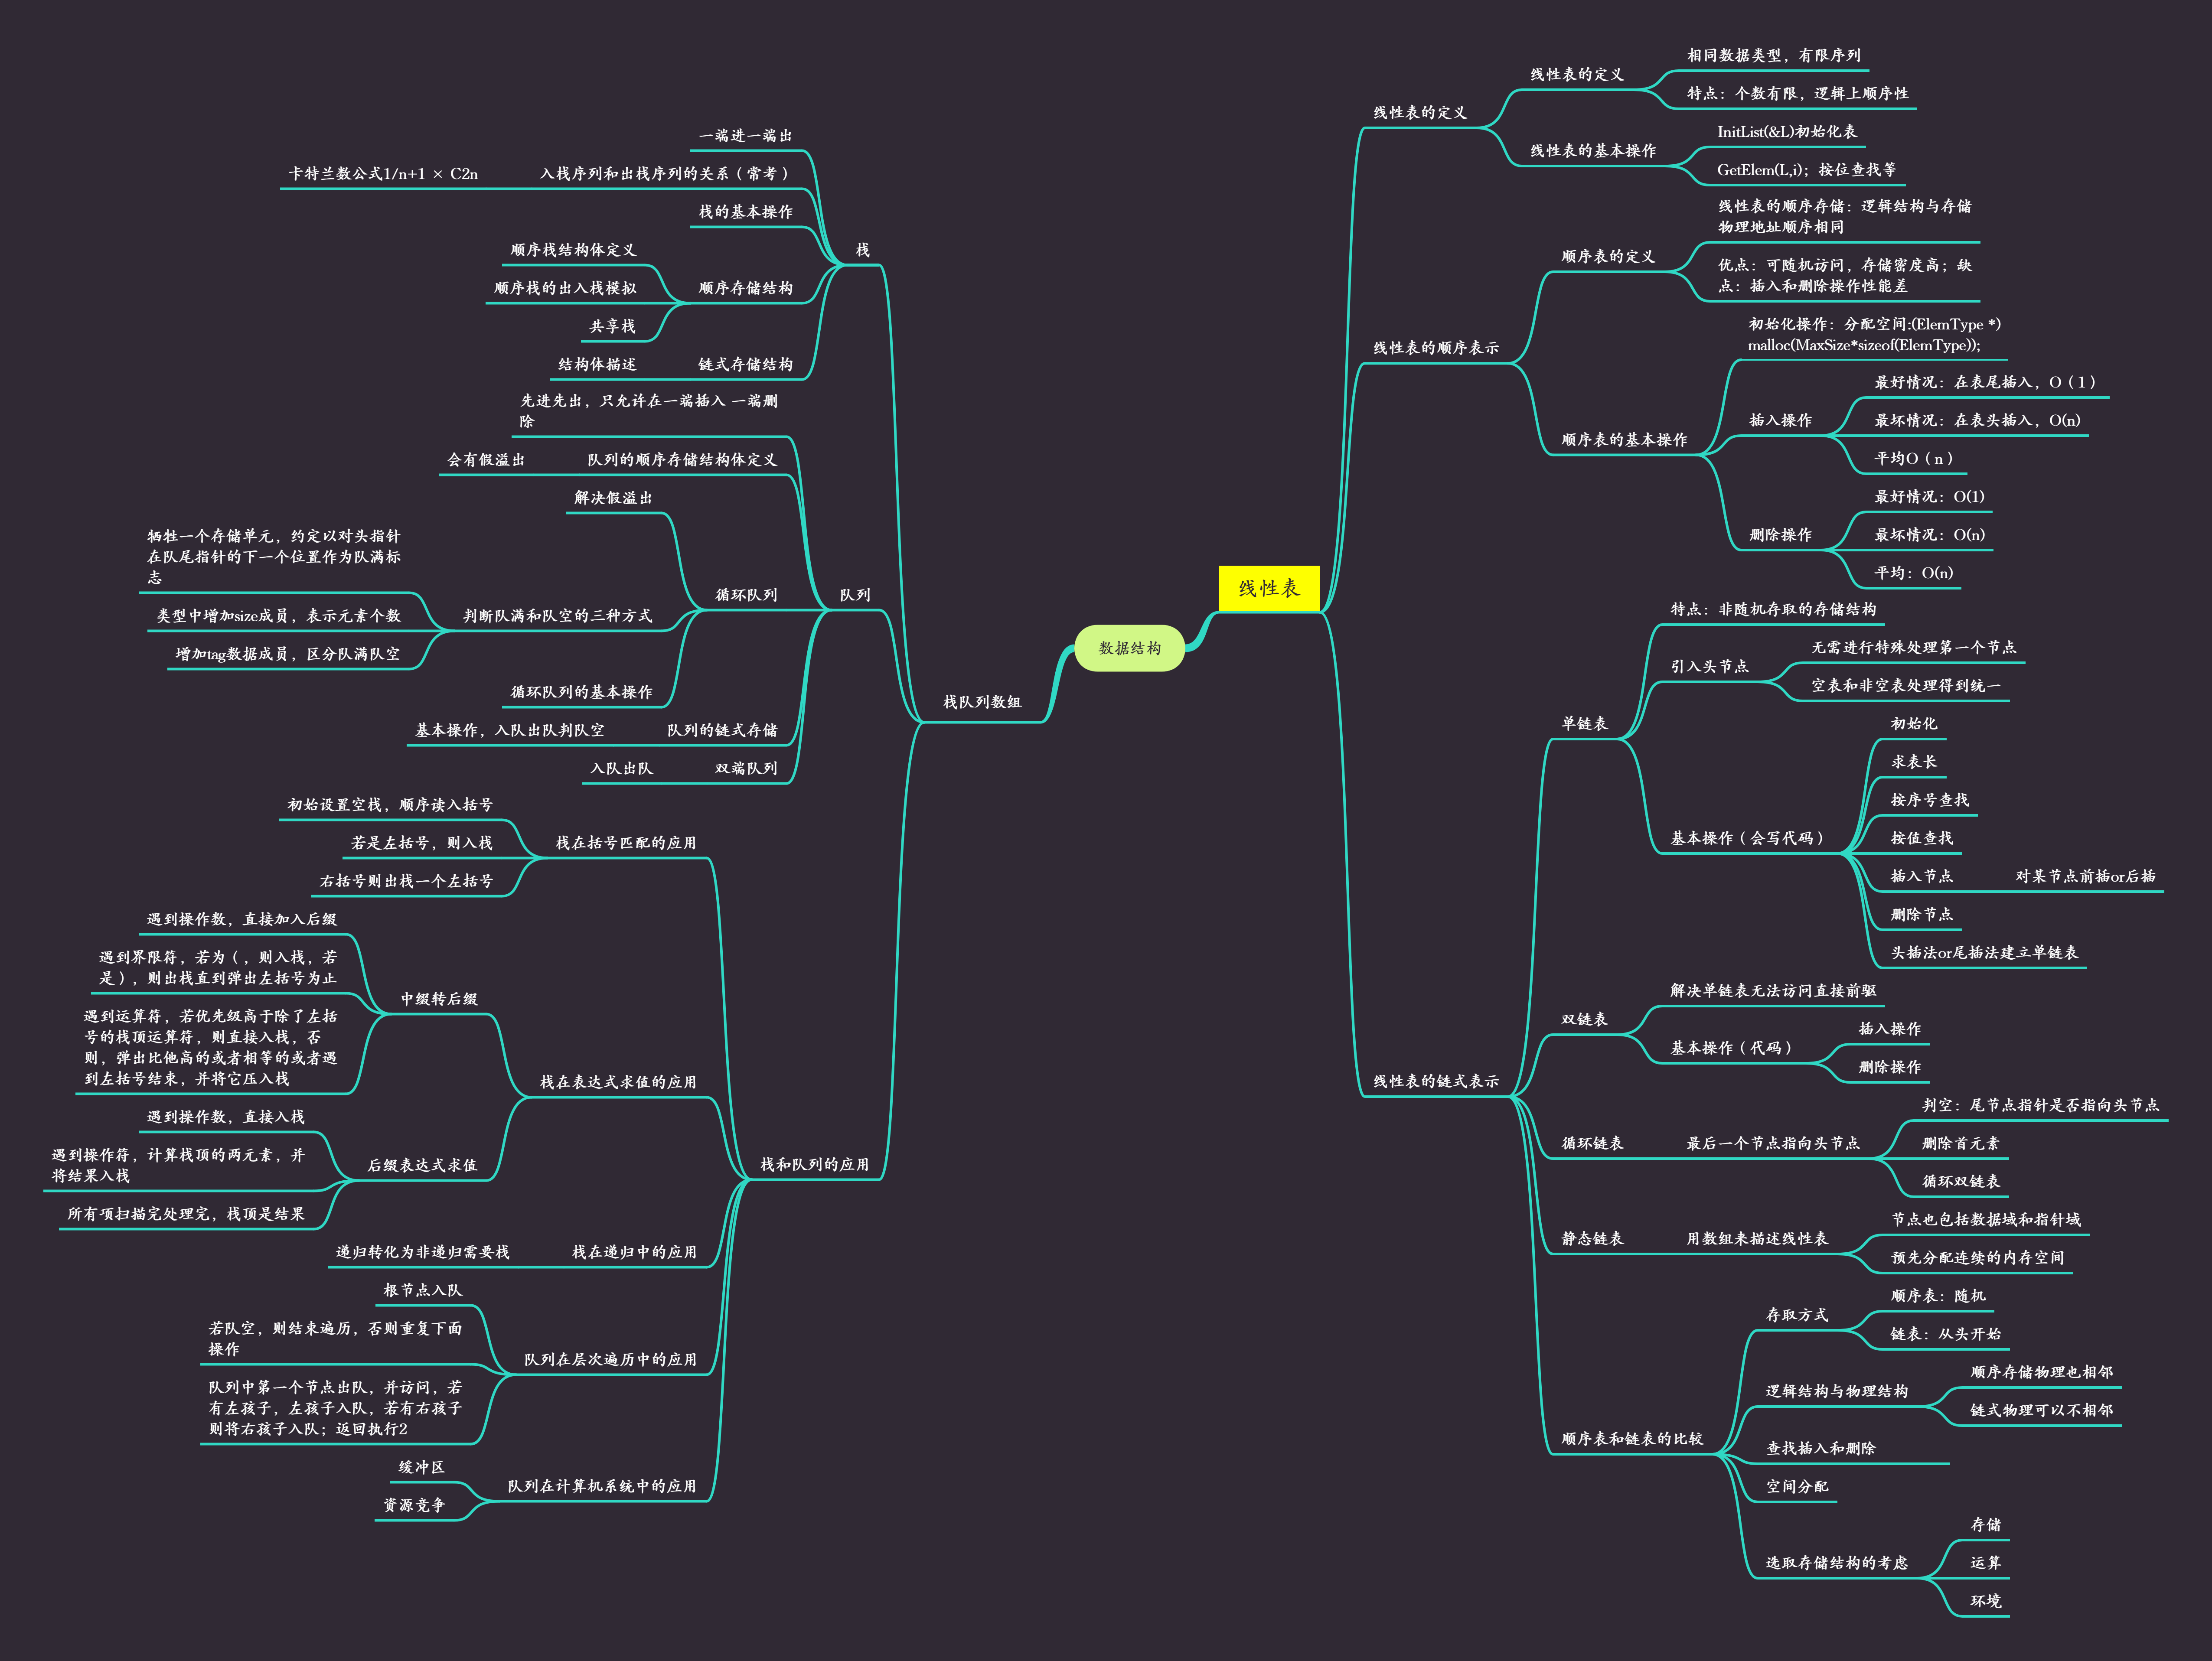 数据结构
线性表
线性表的定义
线性表的定义
相同数据类型，有限序列
特点：个数有限，逻辑上顺序性
线性表的基本操作
InitList(&L)初始化表
GetElem(L,i)；按位查找等
线性表的顺序表示
顺序表的定义
线性表的顺序存储：逻辑结构与存储
物理地址顺序相同
优点：可随机访问，存储密度高；缺
点：插入和删除操作性能差
顺序表的基本操作
初始化操作：分配空间:(ElemType *)
malloc(MaxSize*sizeof(ElemType));
插入操作
最好情况：在表尾插入，O（1）
最坏情况：在表头插入，O(n)
平均O（n）
删除操作
最好情况：O(1)
最坏情况：O(n)
平均：O(n)
线性表的链式表示
单链表
特点：非随机存取的存储结构
引入头节点
无需进行特殊处理第一个节点
空表和非空表处理得到统一
基本操作（会写代码）
初始化
求表长
按序号查找
按值查找
插入节点
对某节点前插or后插
删除节点
头插法or尾插法建立单链表
双链表
解决单链表无法访问直接前驱
基本操作（代码）
插入操作
删除操作
循环链表
最后一个节点指向头节点
判空：尾节点指针是否指向头节点
删除首元素
循环双链表
静态链表
用数组来描述线性表
节点也包括数据域和指针域
预先分配连续的内存空间
顺序表和链表的比较
存取方式
顺序表：随机
链表：从头开始
逻辑结构与物理结构
顺序存储物理也相邻
链式物理可以不相邻
查找插入和删除
空间分配
选取存储结构的考虑
存储
运算
环境
栈队列数组
栈
一端进一端出
入栈序列和出栈序列的关系（常考）
卡特兰数公式1/n+1 × C2n
栈的基本操作
顺序存储结构
顺序栈结构体定义
顺序栈的出入栈模拟
共享栈
链式存储结构
结构体描述
队列
先进先出，只允许在一端插入 一端删
除
队列的顺序存储结构体定义
会有假溢出
循环队列
解决假溢出
判断队满和队空的三种方式
牺牲一个存储单元，约定以对头指针
在队尾指针的下一个位置作为队满标
志
类型中增加size成员，表示元素个数
增加tag数据成员，区分队满队空
循环队列的基本操作
队列的链式存储
基本操作，入队出队判队空
双端队列
入队出队
栈和队列的应用
栈在括号匹配的应用
初始设置空栈，顺序读入括号
若是左括号，则入栈
右括号则出栈一个左括号
栈在表达式求值的应用
中缀转后缀
遇到操作数，直接加入后缀
遇到界限符，若为（，则入栈，若
是），则出栈直到弹出左括号为止
遇到运算符，若优先级高于除了左括
号的栈顶运算符，则直接入栈，否
则，弹出比他高的或者相等的或者遇
到左括号结束，并将它压入栈
后缀表达式求值
遇到操作数，直接入栈
遇到操作符，计算栈顶的两元素，并
将结果入栈
所有项扫描完处理完，栈顶是结果
栈在递归中的应用
递归转化为非递归需要栈
队列在层次遍历中的应用
根节点入队
若队空，则结束遍历，否则重复下面
操作
队列中第一个节点出队，并访问，若
有左孩子，左孩子入队，若有右孩子
则将右孩子入队；返回执行2
队列在计算机系统中的应用
缓冲区
资源竞争